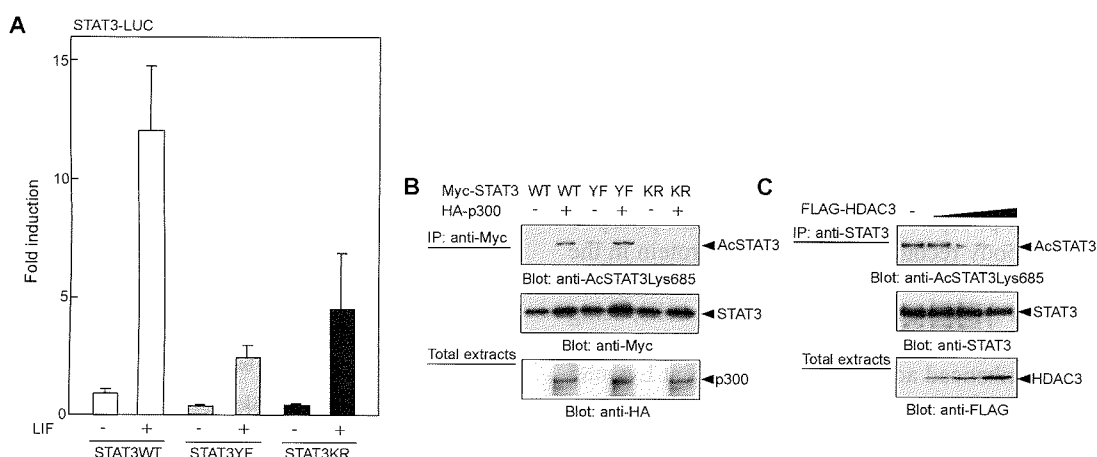 A
STAT3-LUC
Fold induction
15
10
5
0
LIF - + - + - +
STAT3WT STAT3YF STAT3KR
B
Myc-STAT3 WT WT YF YF KR KR
HA-p300 - + - + - +
IP: anti-Myc
AcSTAT3
Blot: anti-AcSTAT3Lys685
STAT3
Blot: anti-Myc
Total extracts
p300
Blot: anti-HA
C
FLAG-HDAC3 -
IP: anti-STAT3
AcSTAT3
Blot: anti-AcSTAT3Lys685
STAT3
Blot: anti-STAT3
Total extracts
HDAC3
Blot: anti-FLAG